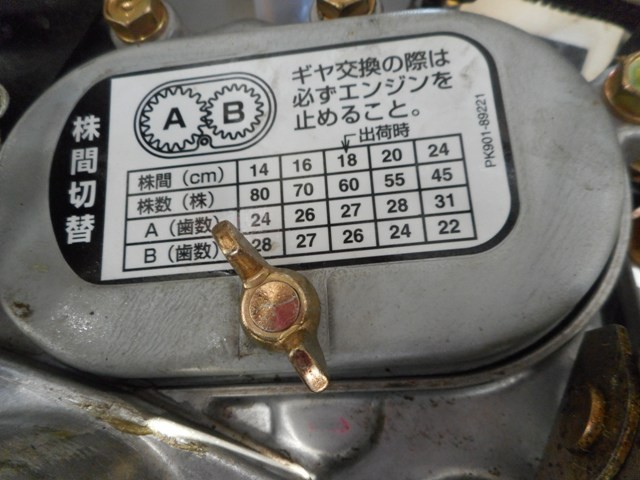 株間切替
A B
ギヤ交換の際は
必ずエンジンを
止めること。
出荷時
株間（cm） 14 16 18 20 24
株数（株） 80 70 60 55 45
A（歯数） 24 26 27 28 31
B（歯数） 28 27 26 24 22
PK901-89221